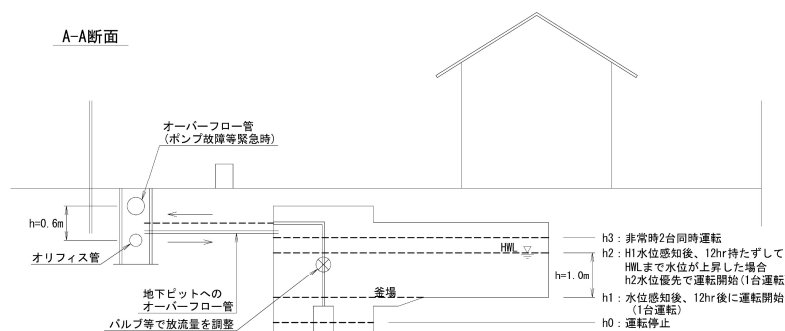 A-A断面
オーバーフロー管
(ポンプ故障等緊急時)
h=0.6m
オリフィス管
地下ピットへの
オーバーフロー管
バルブ等で放流量を調整
HWL
釜場
h=1.0m
h3：非常時2台同時運転
h2：H1水位感知後、12hr持たずして
HWLまで水位が上昇した場合
h2水位優先で運転開始(1台運転
h1：水位感知後、12hr後に運転開始
(1台運転)
h0：運転停止